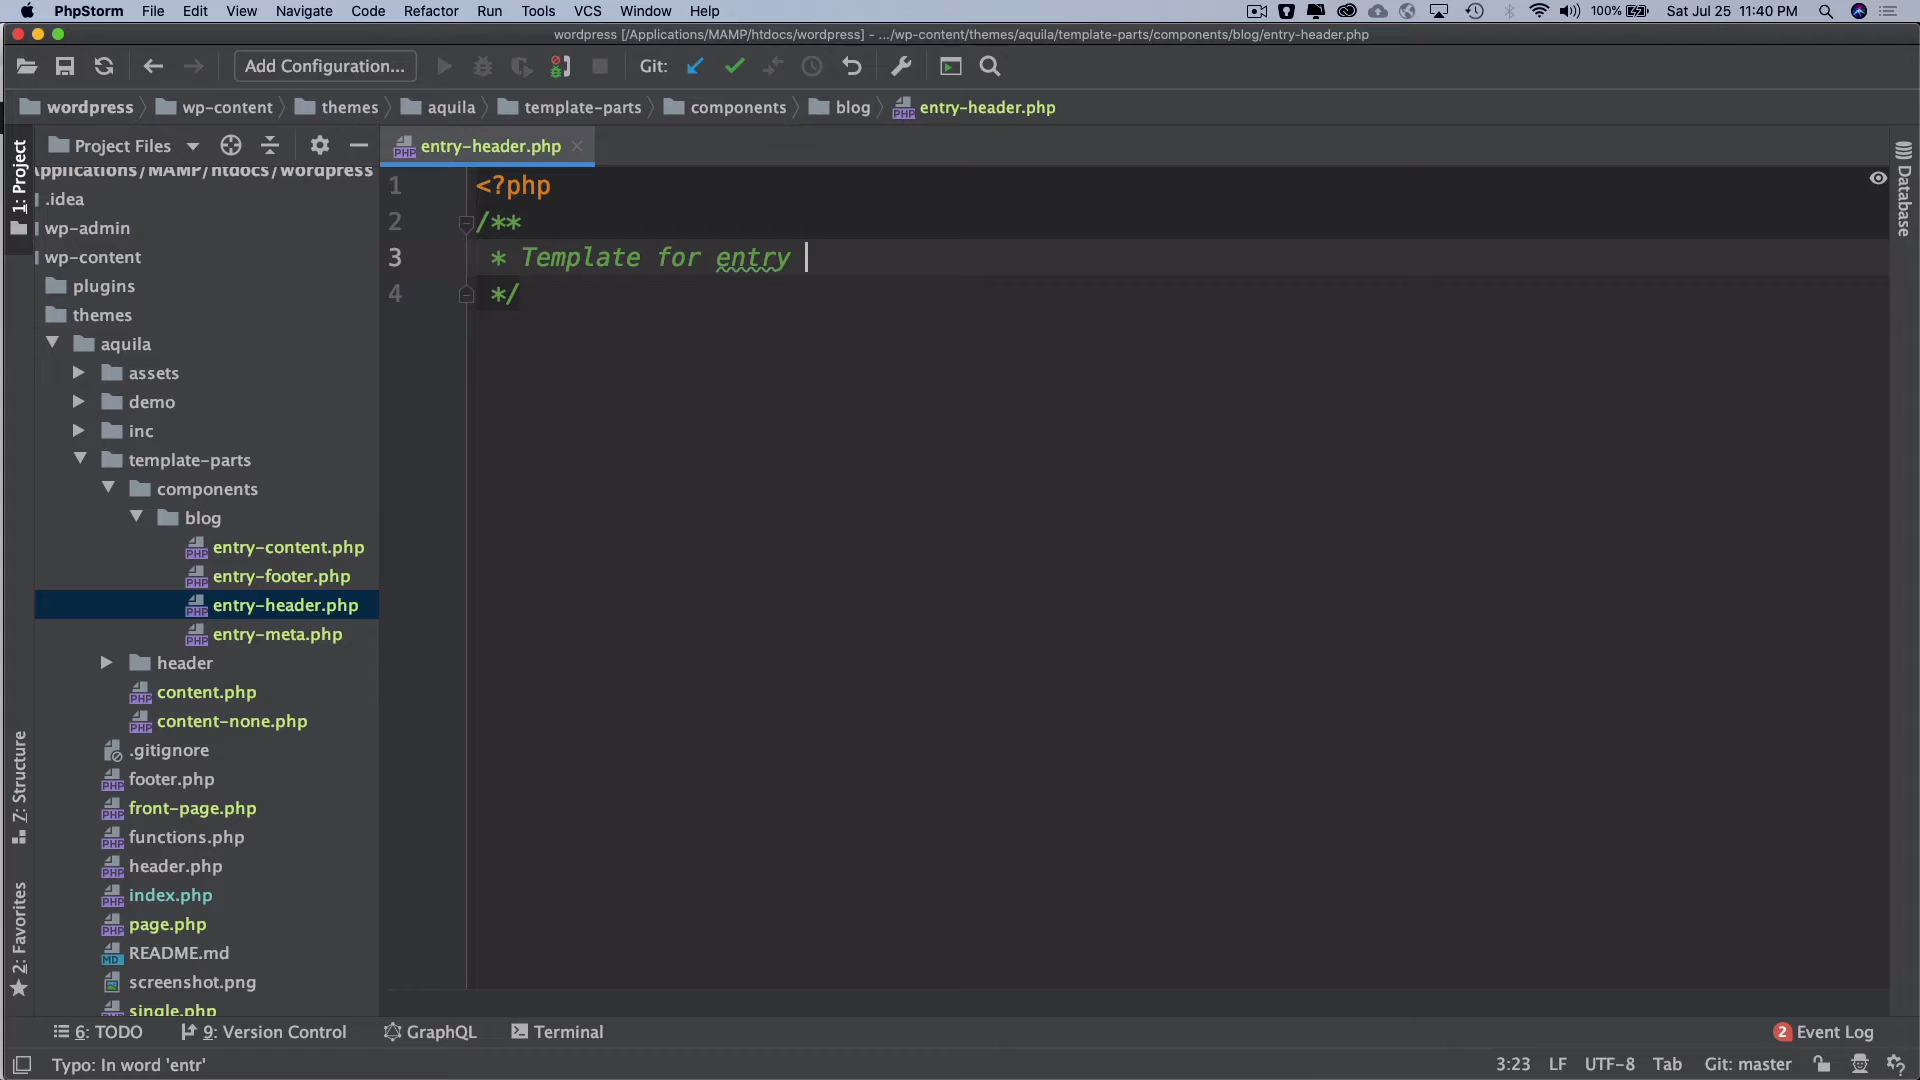 PhpStorm File Edit View Navigate Code Refactor Run Tools VCS Window Help 100% Sat Jul 25 11:40 PM
wordpress [/Applications/MAMP/htdocs/wordpress] - .../wp-content/themes/aquila/template-parts/components/blog/entry-header.php
Add Configuration... Git:
wordpress wp-content themes aquila template-parts components blog entry-header.php
1: Project
Project Files
entry-header.php
Applications/MAMP/htdocs/wordpress
.idea
wp-admin
wp-content
plugins
themes
aquila
assets
demo
inc
template-parts
components
blog
entry-content.php
entry-footer.php
entry-header.php
entry-meta.php
header
content.php
content-none.php
.gitignore
footer.php
front-page.php
functions.php
header.php
index.php
page.php
README.md
screenshot.png
single.php
1 <?php
2 /**
3 * Template for entry
4 */
Database
Z: Structure
2: Favorites
6: TODO 9: Version Control GraphQL Terminal 2 Event Log
Typo: In word 'entr' 3:23 LF UTF-8 Tab Git: master